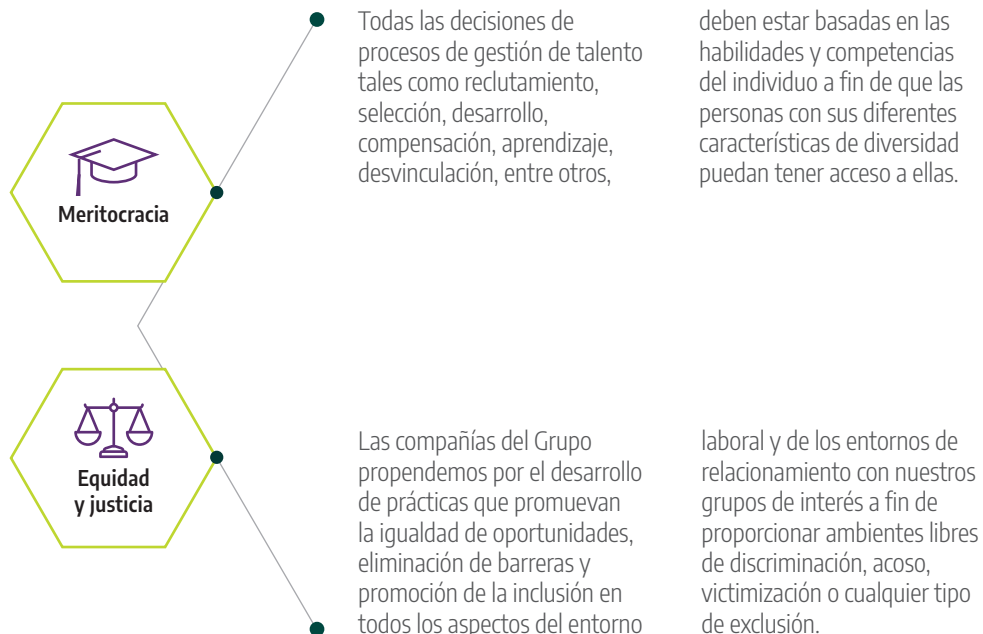 Meritocracia
Todas las decisiones de
procesos de gestión de talento
tales como reclutamiento,
selección, desarrollo,
compensación, aprendizaje,
desvinculación, entre otros,
deben estar basadas en las
habilidades y competencias
del individuo a fin de que las
personas con sus diferentes
características de diversidad
puedan tener acceso a ellas.
Equidad
y justicia
Las compañías del Grupo
propendemos por el desarrollo
de prácticas que promuevan
la igualdad de oportunidades,
eliminación de barreras y
promoción de la inclusión en
todos los aspectos del entorno
laboral y de los entornos de
relacionamiento con nuestros
grupos de interés a fin de
proporcionar ambientes libres
de discriminación, acoso,
victimización o cualquier tipo
de exclusión.